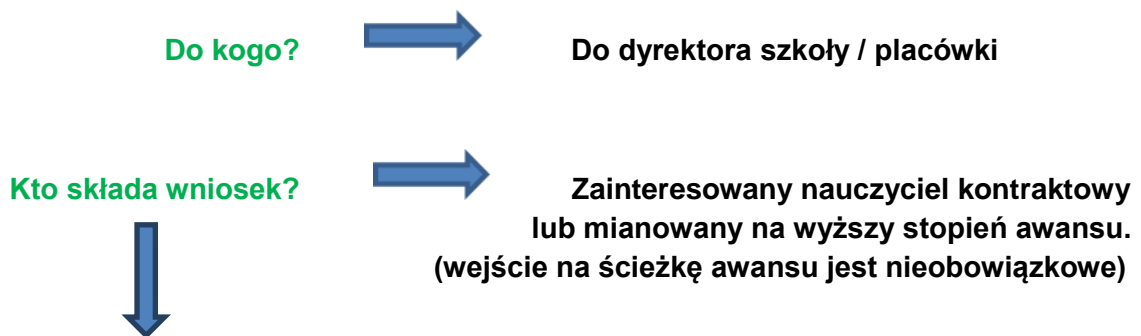 Do kogo? Do dyrektora szkoły / placówki
Kto składa wniosek? Zainteresowany nauczyciel kontraktowy
lub mianowany na wyższy stopień awansu.
(wejście na ścieżkę awansu jest nieobowiązkowe)